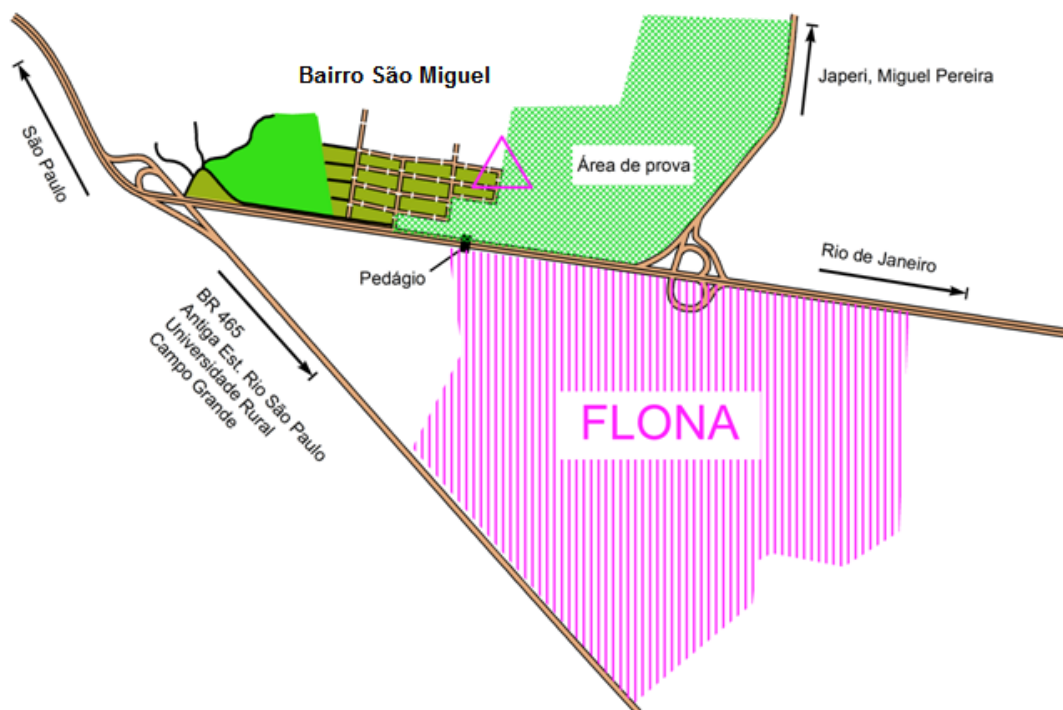 Bairro São Miguel
Japeri, Miguel Pereira
São Paulo
Área de prova
Rio de Janeiro
Pedágio
BR 465
Antiga Est. Rio São Paulo
Universidade Rural
Campo Grande
FLONA